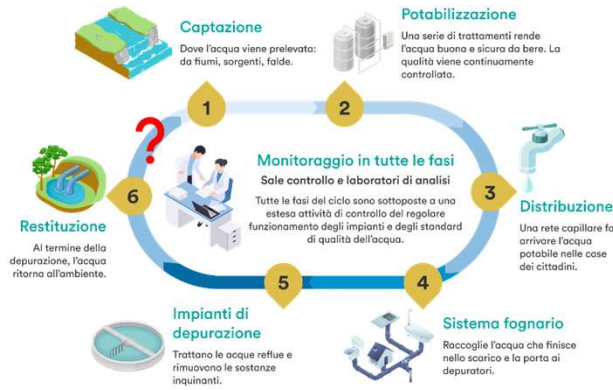 Captazione
Dove l'acqua viene prelevata:
da fiumi, sorgenti, falde.
Potabilizzazione
Una serie di trattamenti rende
l'acqua buona e sicura da bere. La
qualità viene continuamente
controllata.
1
2
?
Monitoraggio in tutte le fasi
Sale controllo e laboratori di analisi
Tutte le fasi del ciclo sono sottoposte a una
estesa attività di controllo del regolare
funzionamento degli impianti e degli standard
di qualità dell'acqua.
3
Distribuzione
Una rete capillare fa
arrivare l'acqua
potabile nelle case
dei cittadini.
6
Restituzione
Al termine della
depurazione, l'acqua
ritorna all'ambiente.
5
4
Impianti di
depurazione
Trattano le acque reflue e
rimuovono le sostanze
inquinanti.
Sistema fognario
Raccoglie l'acqua che finisce
nello scarico e la porta ai
depuratori.